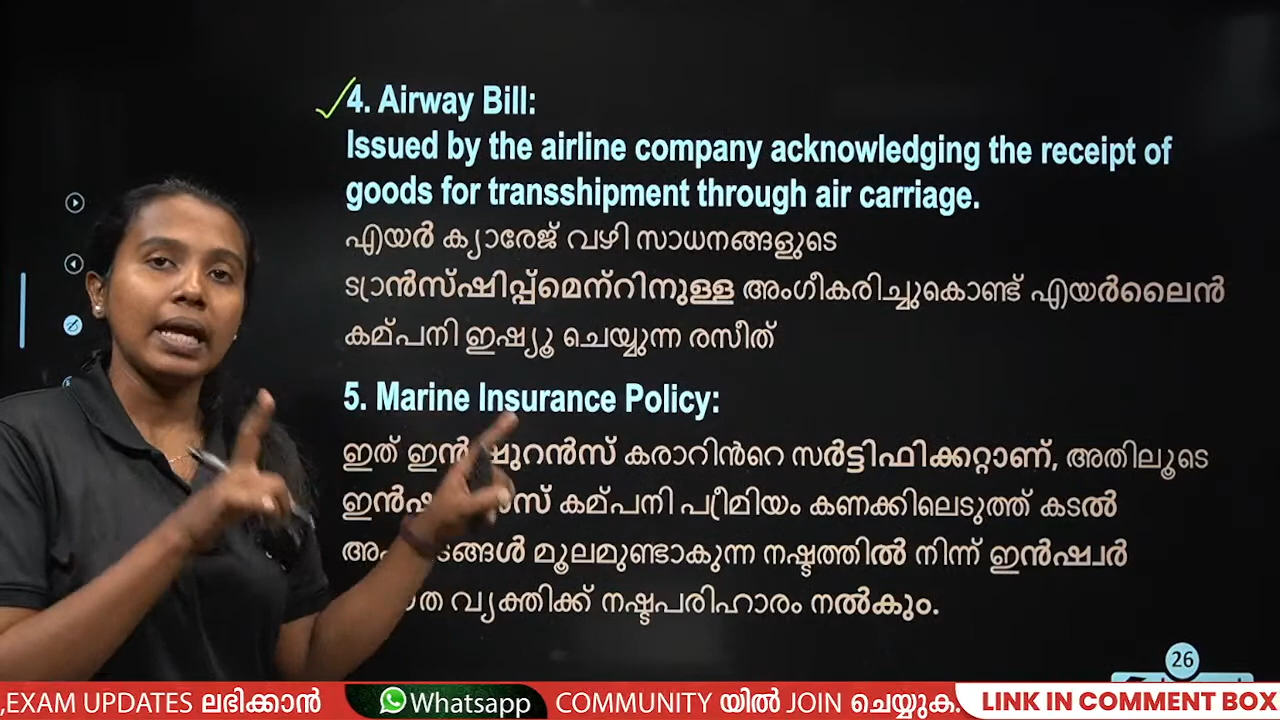 4. Airway Bill:
Issued by the airline company acknowledging the receipt of
goods for transshipment through air carriage.
എയർ ക്യാരേജ് വഴി സാധനങ്ങളുടെ
ട്രാൻസ്ഷിപ്പ്മെന്റിനുള്ള അംഗീകരിച്ചുകൊണ്ട് എയർലൈൻ
കമ്പനി ഇഷ്യൂ ചെയ്യുന്ന രസീത്
5. Marine Insurance Policy:
ഇത് കരാറിൻറെ സർട്ടിഫിക്കറ്റാണ്, അതിലൂടെ
കമ്പനി പ്രീമിയം കണക്കിലെടുത്ത് കടൽ
മൂലമുണ്ടാകുന്ന നഷ്ടത്തിൽ നിന്ന് ഇൻഷ്വർ
വ്യക്തിക്ക് നഷ്ടപരിഹാരം നൽകും.
26
,EXAM UPDATES ലഭിക്കാൻ Whatsapp COMMUNITY യിൽ JOIN ചെയ്യുക. LINK IN COMMENT BOX